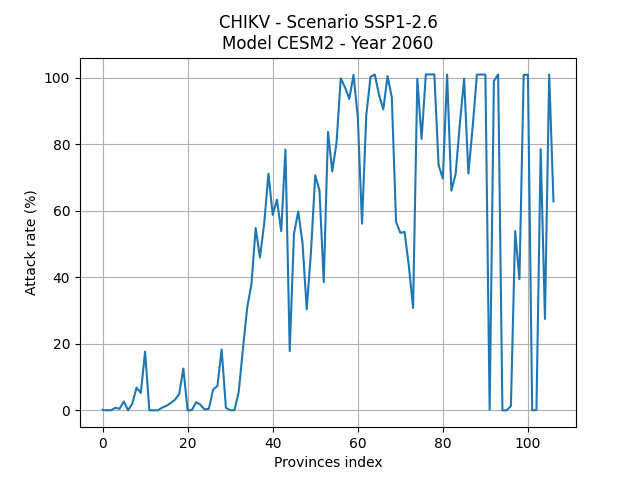 CHIKV - Scenario SSP1-2.6
Model CESM2 - Year 2060
Attack rate (%)
100
80
60
40
20
0
0 20 40 60 80 100
Provinces index